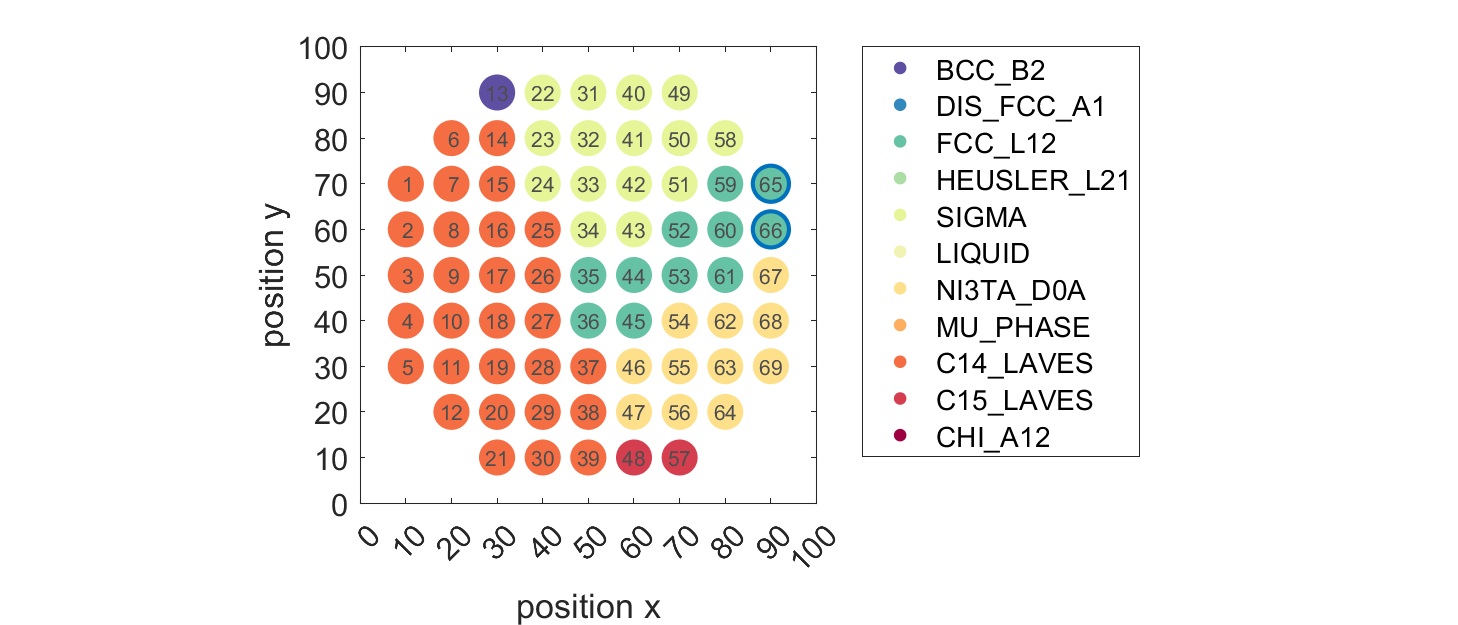 100
90
80
70
60
50
40
30
20
10
0
position y
13 22 31 40 49
6 14 23 32 41 50 58
1 7 15 24 33 42 51 59 65
2 8 16 25 34 43 52 60 66
3 9 17 26 35 44 53 61 67
4 10 18 27 36 45 54 62 68
5 11 19 28 37 46 55 63 69
12 20 29 38 47 56 64
21 30 39 48 57
0 10 20 30 40 50 60 70 80 90 100
position x
BCC_B2
DIS_FCC_A1
FCC_L12
HEUSLER_L21
SIGMA
LIQUID
NI3TA_D0A
MU_PHASE
C14_LAVES
C15_LAVES
CHI_A12